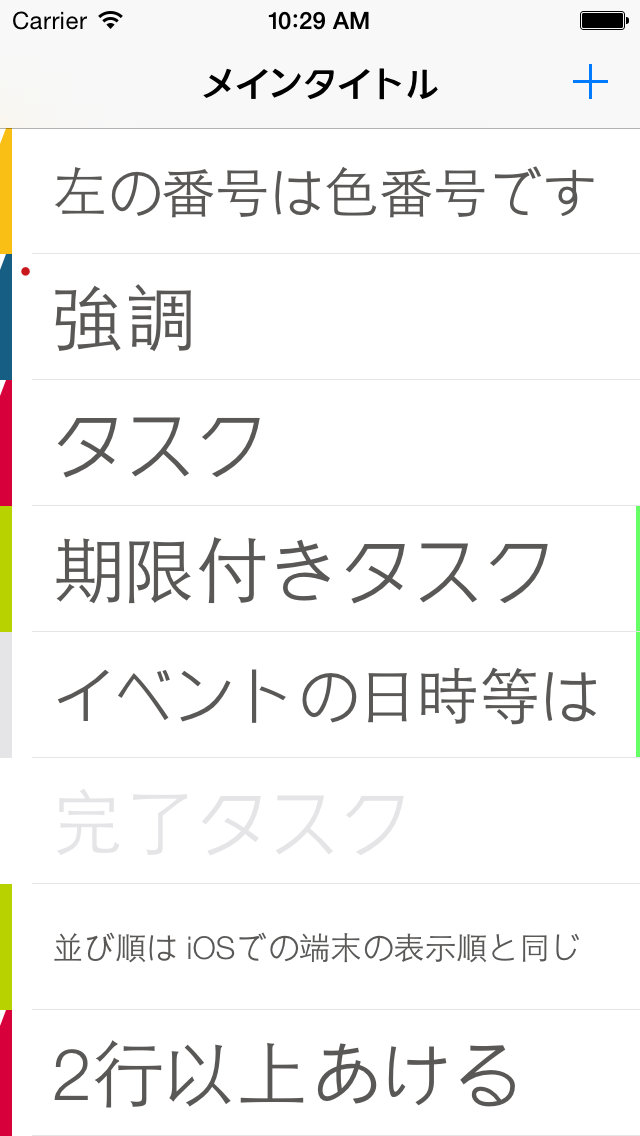 Carrier 10:29 AM
メインタイトル
左の番号は色番号です
強調
タスク
期限付きタスク
イベントの日時等は
完了タスク
並び順は iOSでの端末の表示順と同じ
2行以上あける